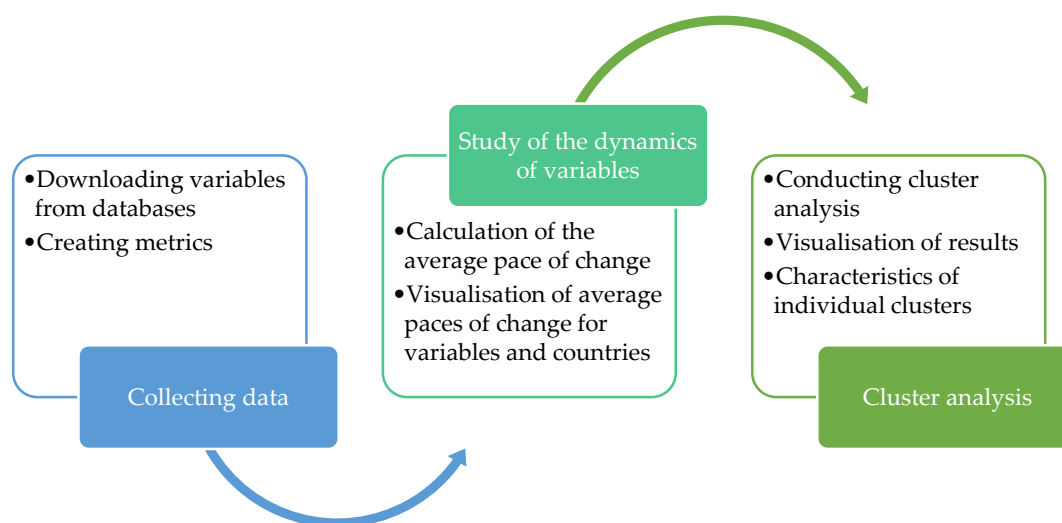 •Downloading variables
from databases
•Creating metrics
Collecting data
Study of the dynamics
of variables
•Calculation of the
average pace of change
•Visualisation of average
paces of change for
variables and countries
•Conducting cluster
analysis
•Visualisation of results
•Characteristics of
individual clusters
Cluster analysis